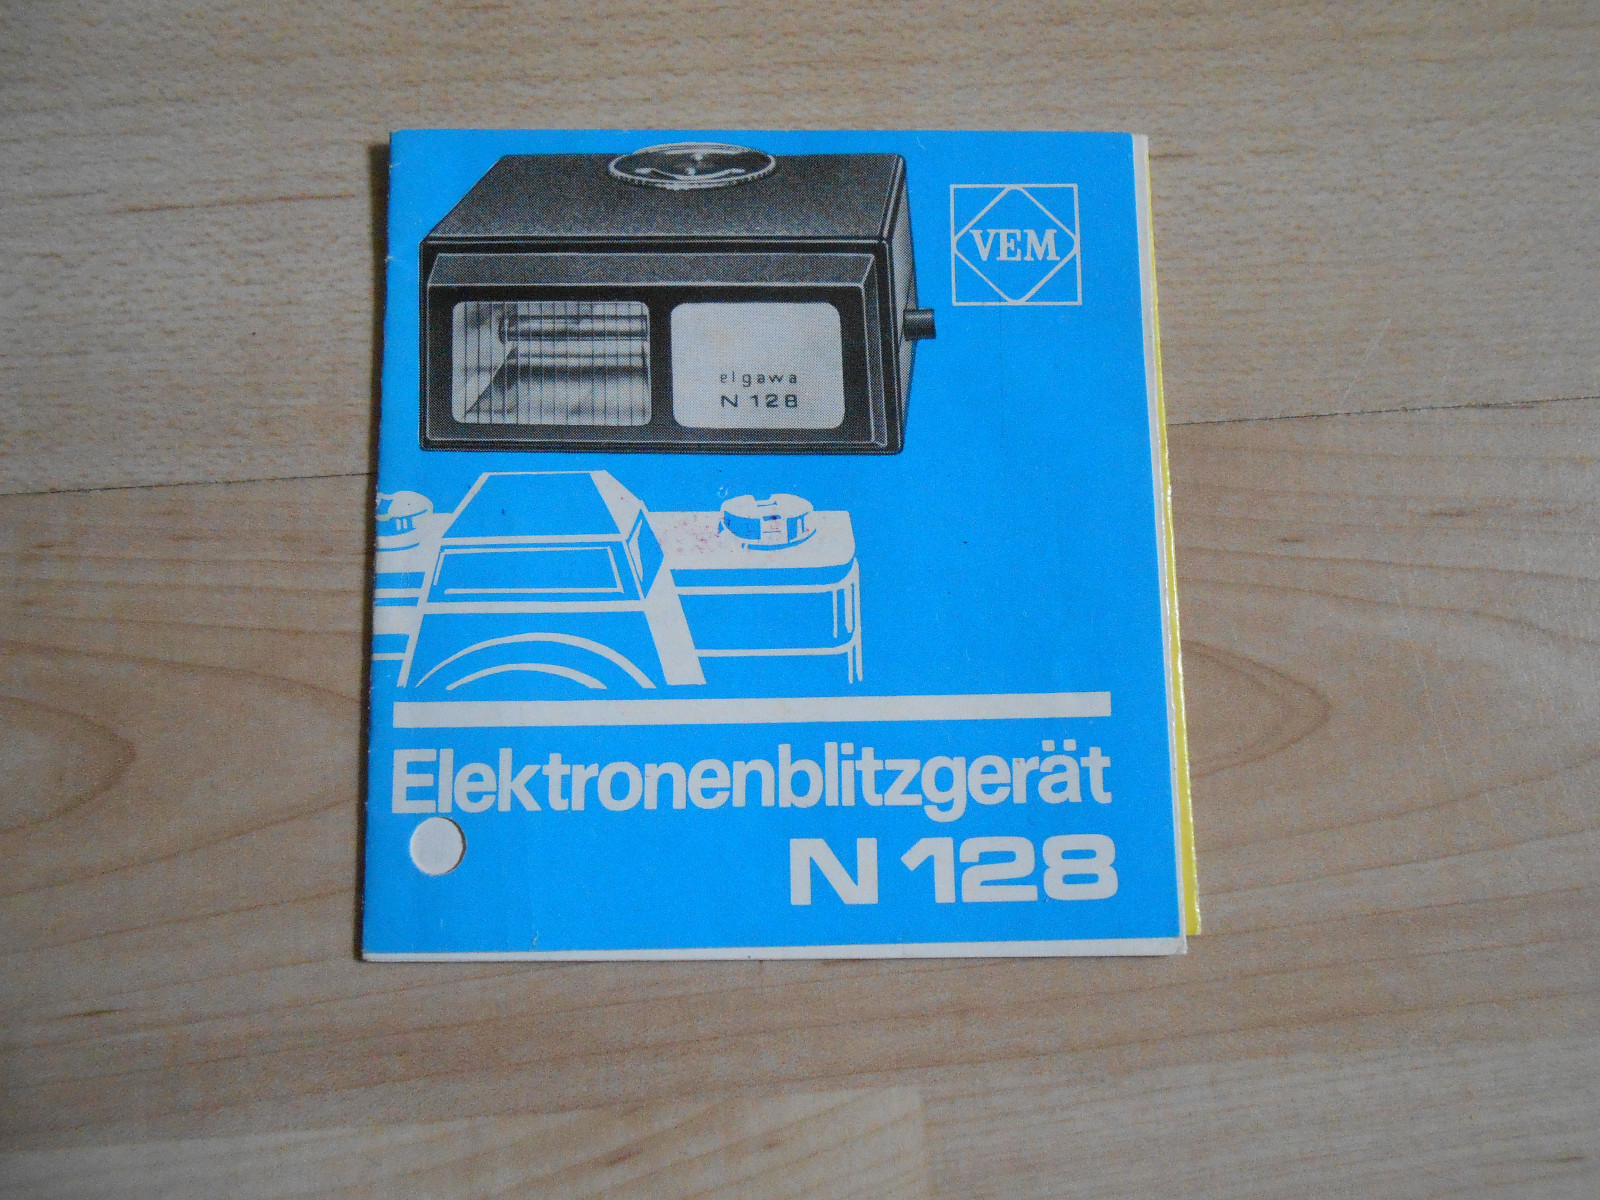 VEM
elgawa
N 128
Elektronenblitzgerät
N 128